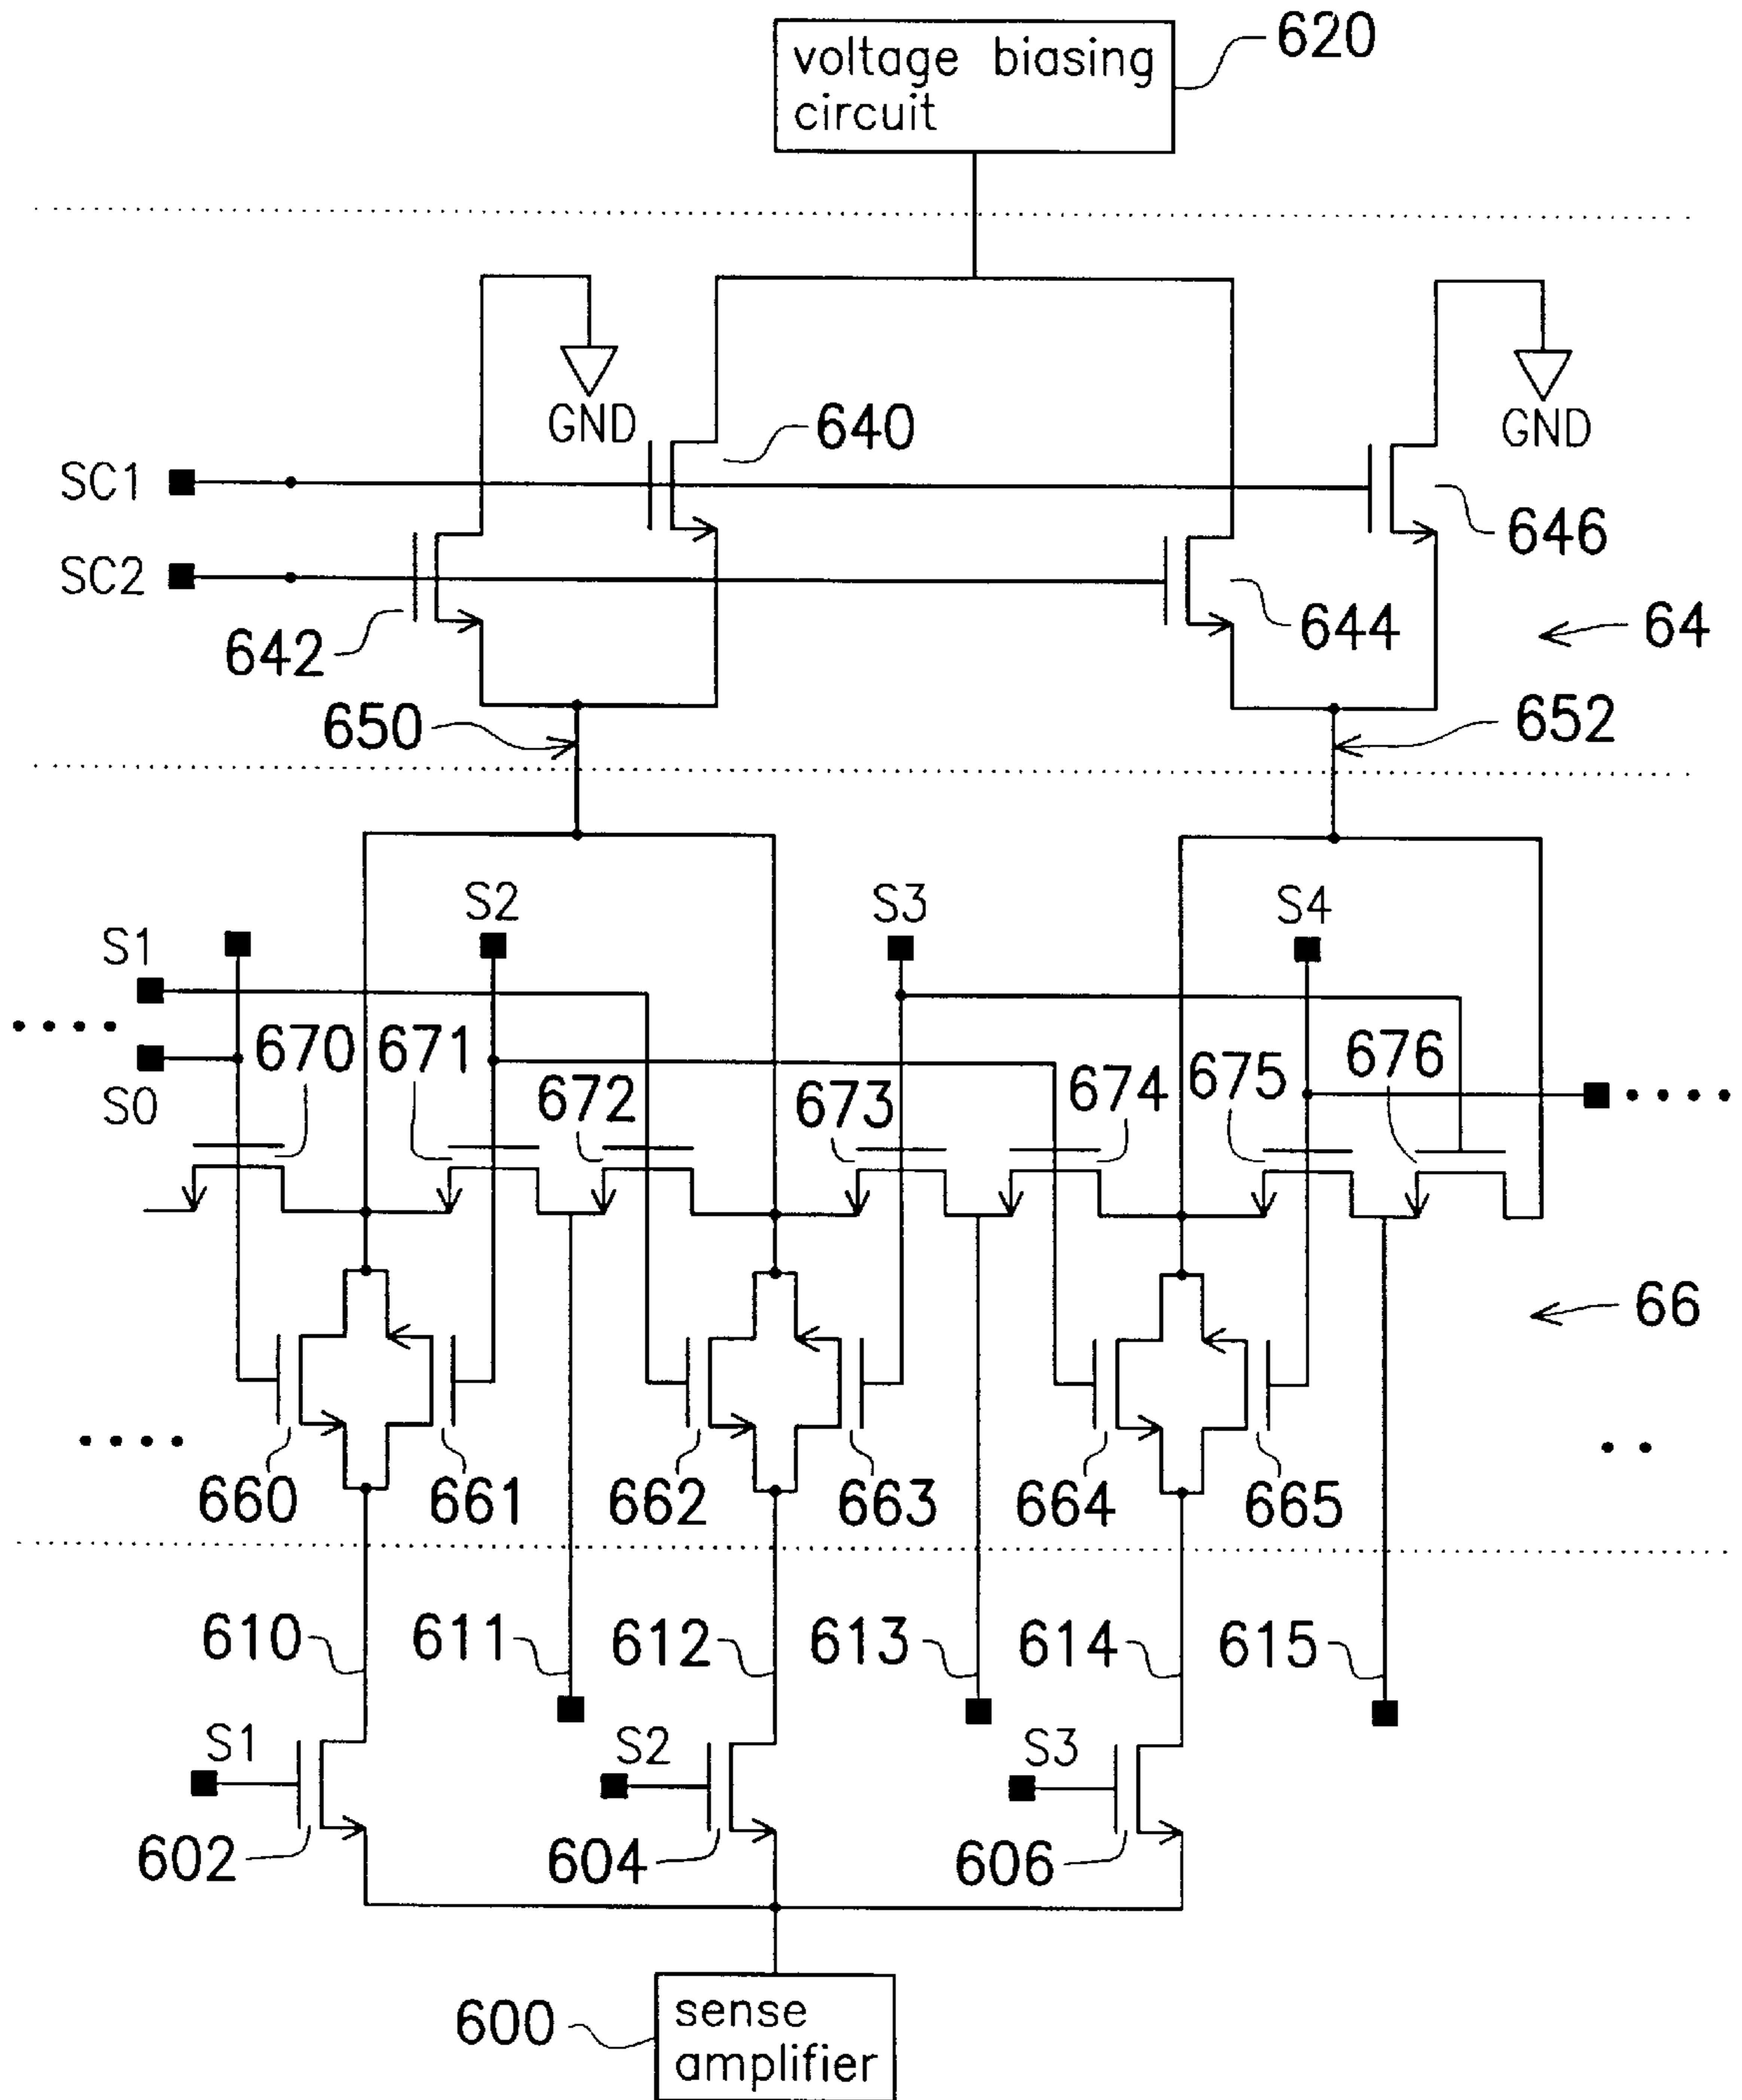 voltage biasing
circuit
620
GND
640
GND
SC1
646
SC2
644
64
642
650
652
S2
S3
S4
S1
670
671
672
673
674
675
676
S0
66
660
661
662
663
664
665
610
611
612
613
614
615
S1
S2
S3
602
604
606
600
sense
amplifier